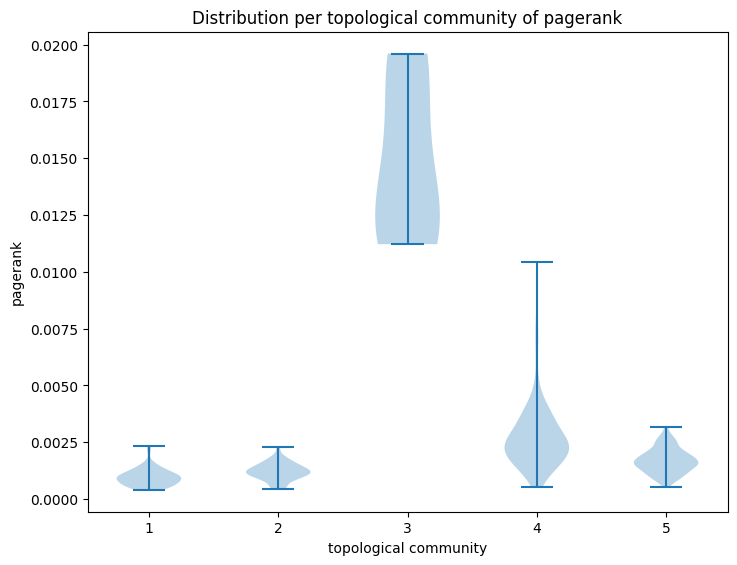 Distribution per topological community of pagerank
0.0200
0.0175
0.0150
0.0125
0.0100
0.0075
0.0050
0.0025
0.0000
pagerank
1 2 3 4 5
topological community